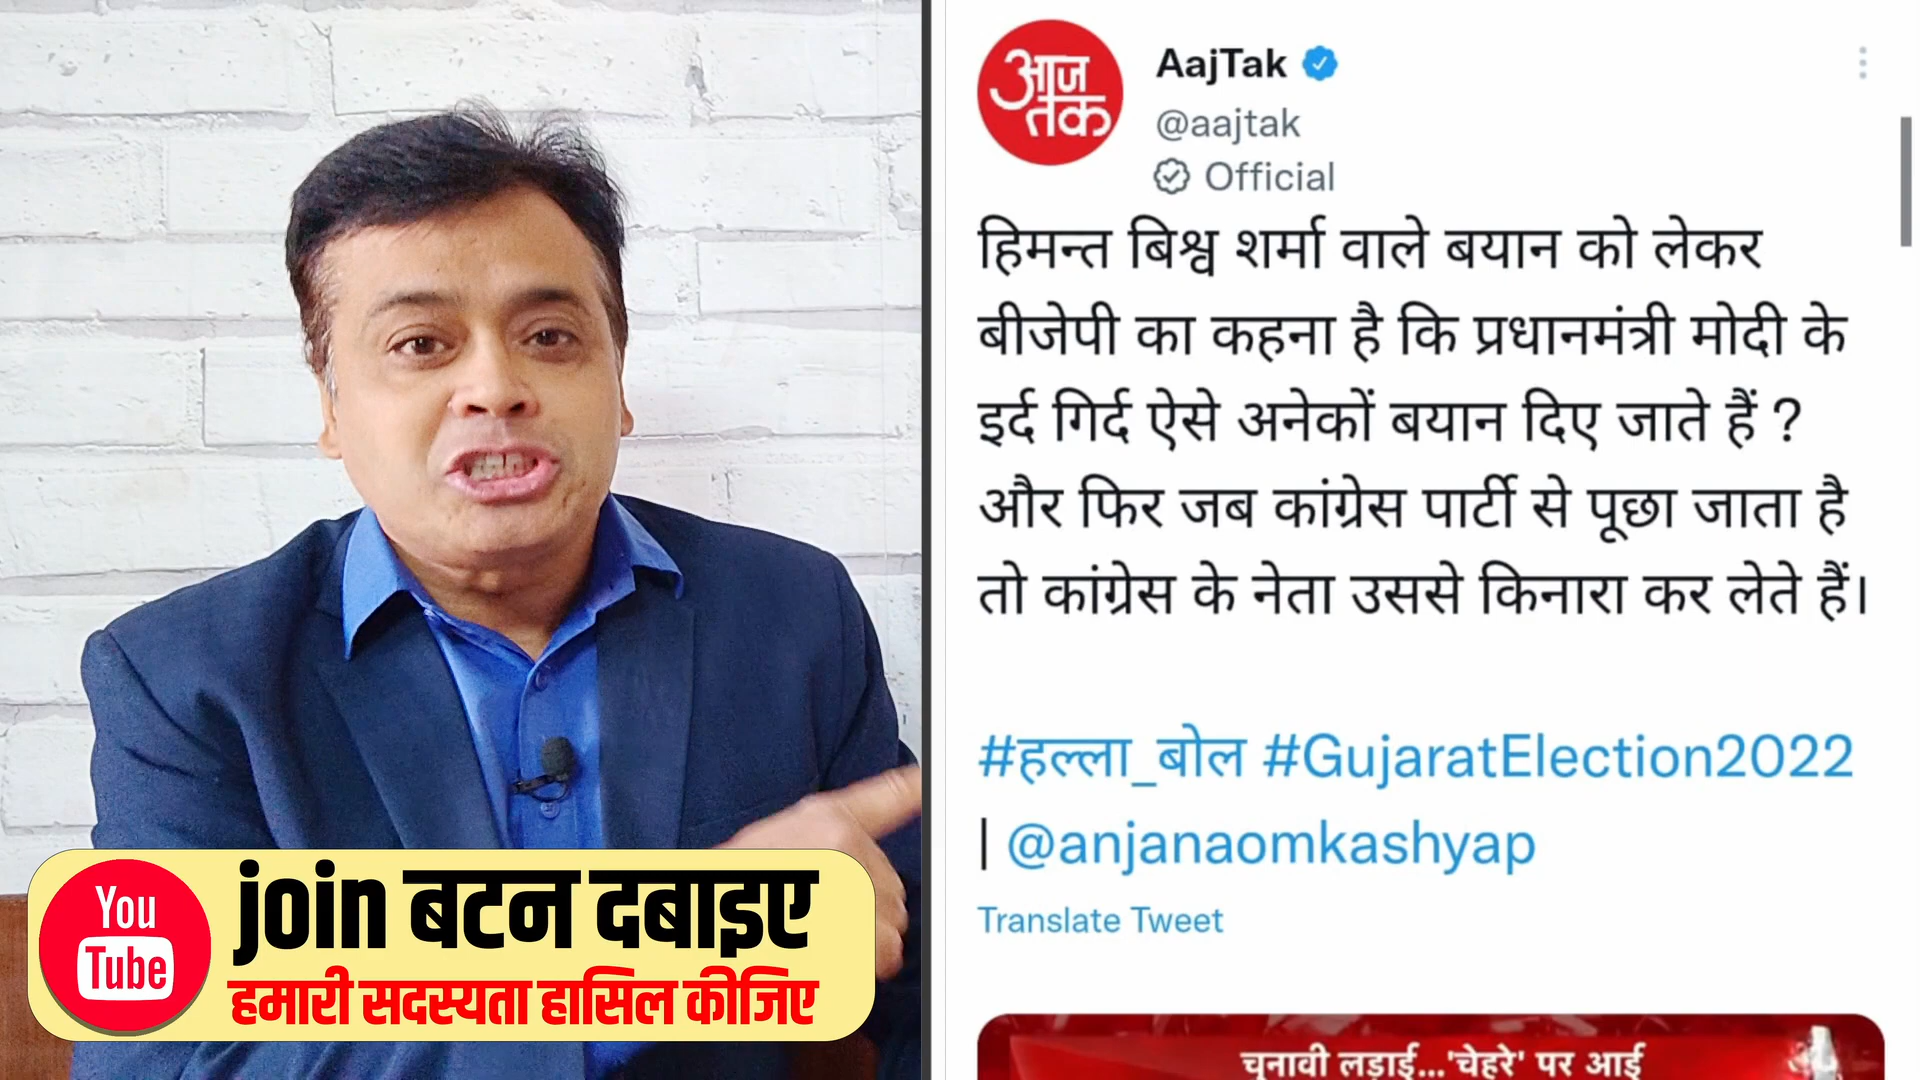 आज
तक
AajTak
@aajtak
Official
हिमन्त बिश्व शर्मा वाले बयान को लेकर
बीजेपी का कहना है कि प्रधानमंत्री मोदी के
इर्द गिर्द ऐसे अनेकों बयान दिए जाते हैं ?
और फिर जब कांग्रेस पार्टी से पूछा जाता है
तो कांग्रेस के नेता उससे किनारा कर लेते हैं।
#हल्ला_बोल #GujaratElection2022
| @anjanaomkashyap
Translate Tweet
चुनावी लड़ाई...'चेहरे' पर आई
You
Tube
join बटन दबाइए
हमारी सदस्यता हासिल कीजिए